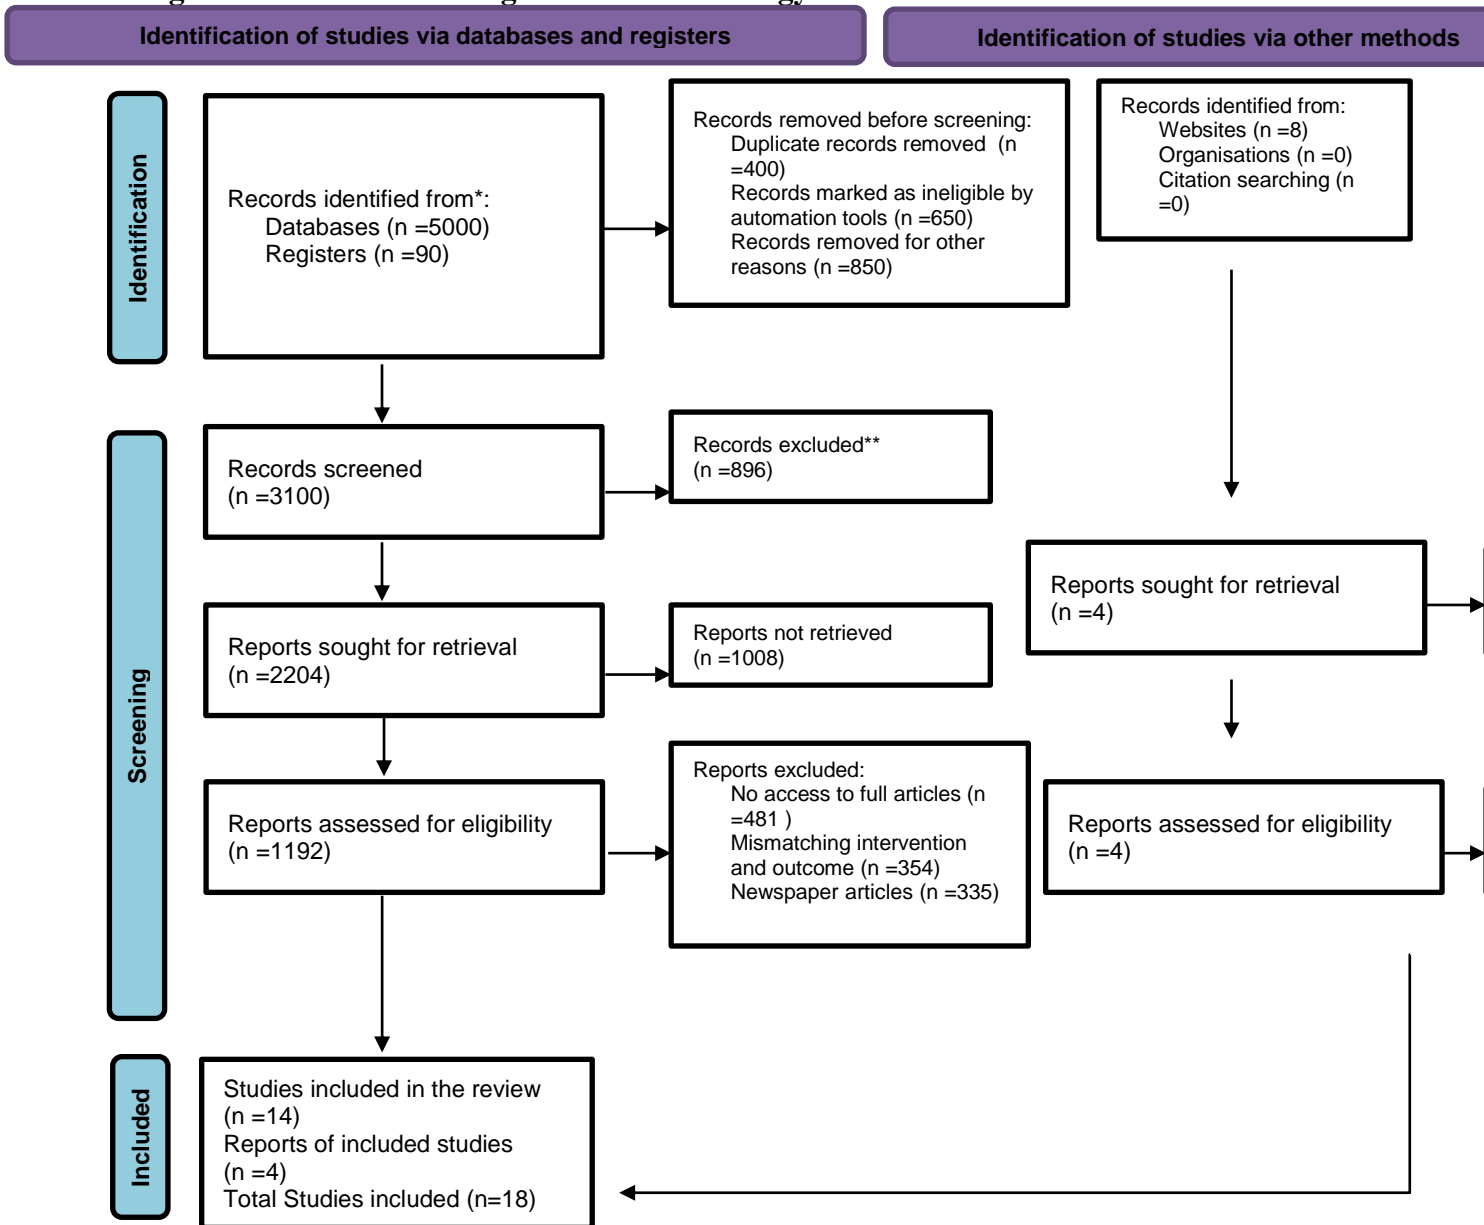 Identification of studies via databases and registers
Identification of studies via other methods
Identification
Records identified from*:
Databases (n =5000)
Registers (n =90)
Records removed before screening:
Duplicate records removed  (n
=400)
Records marked as ineligible by
automation tools (n =650)
Records removed for other
reasons (n =850)
Records identified from:
Websites (n =8)
Organisations (n =0)
Citation searching (n
=0)
Screening
Records screened
(n =3100)
Records excluded**
(n =896)
Reports sought for retrieval
(n =2204)
Reports not retrieved
(n =1008)
Reports sought for retrieval
(n =4)
Reports assessed for eligibility
(n =1192)
Reports excluded:
No access to full articles (n
=481 )
Mismatching intervention
and outcome (n =354)
Newspaper articles (n =335)
Reports assessed for eligibility
(n =4)
Included
Studies included in the review
(n =14)
Reports of included studies
(n =4)
Total Studies included (n=18)